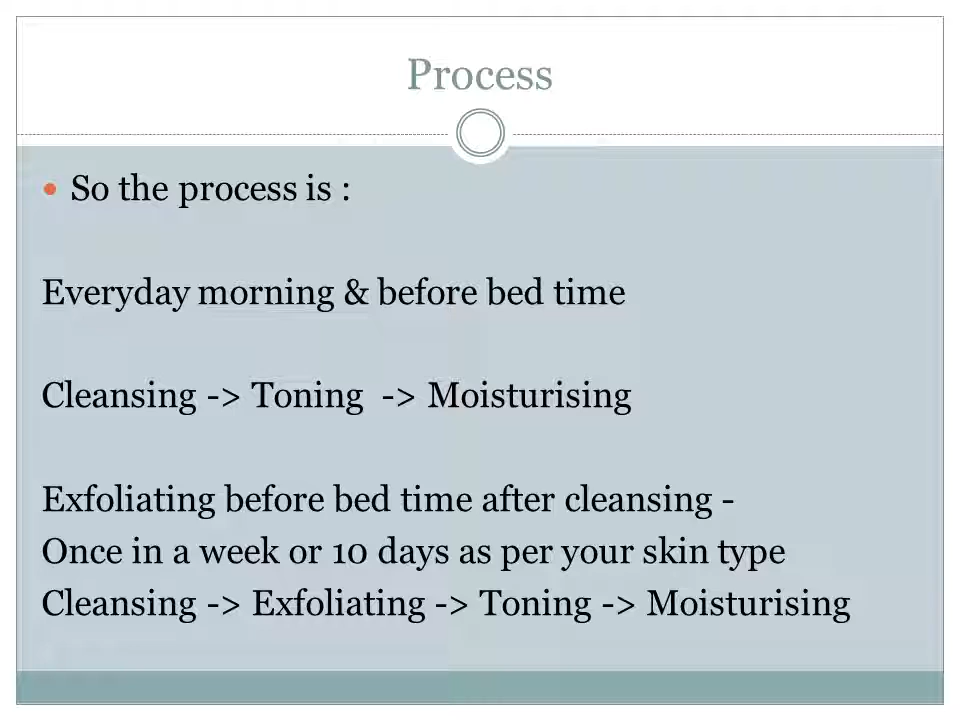 Process
So the process is :
Everyday morning & before bed time
Cleansing -> Toning  -> Moisturising
Exfoliating before bed time after cleansing -
Once in a week or 10 days as per your skin type
Cleansing -> Exfoliating -> Toning -> Moisturising